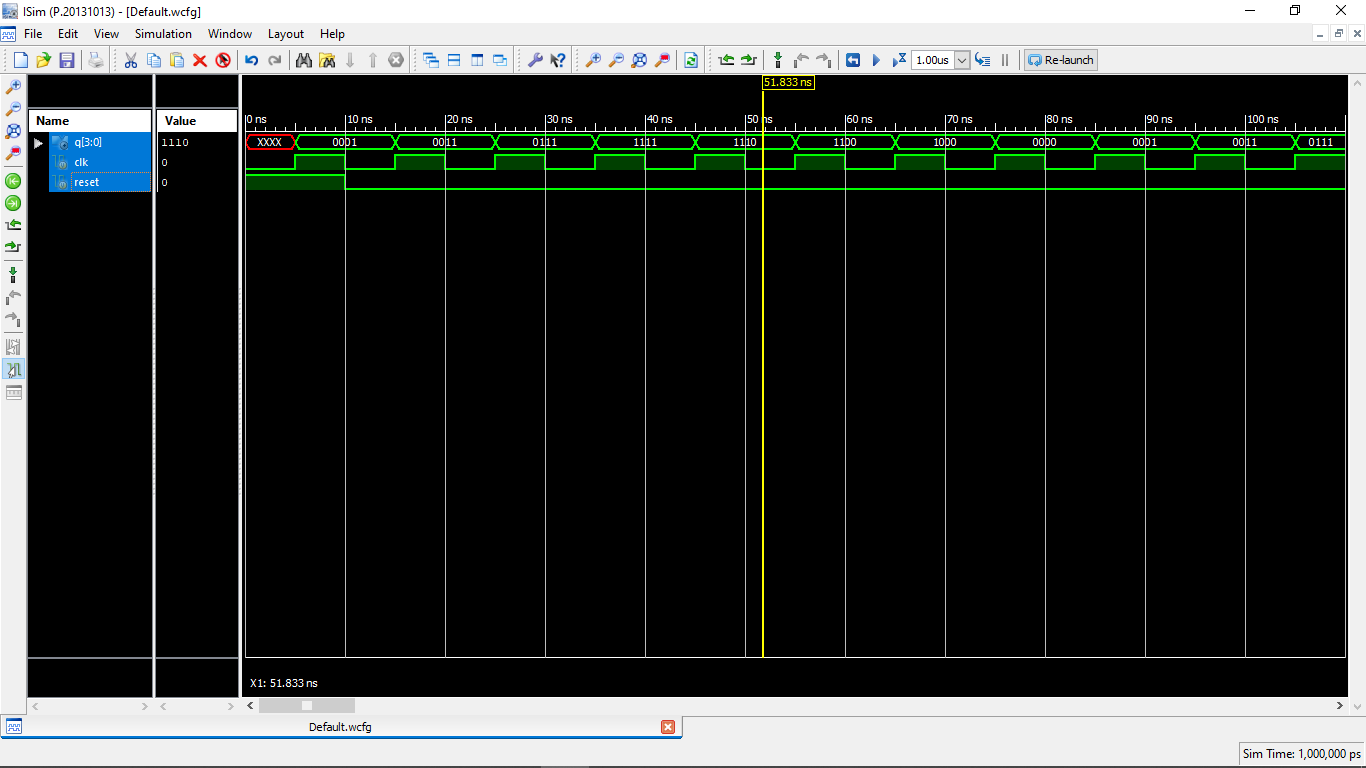 ISim (P.20131013) - [Default.wcfg]
File Edit View Simulation Window Layout Help
1.00us Re-launch
51.833 ns
Name Value 0 ns 10 ns 20 ns 30 ns 40 ns 50 ns 60 ns 70 ns 80 ns 90 ns 100 ns
q[3:0] 1110 XXXX 0001 0011 0111 1111 1110 1100 1000 0000 0001 0011 0111
clk 0
reset 0
X1: 51.833 ns
Default.wcfg
Sim Time: 1,000,000 ps